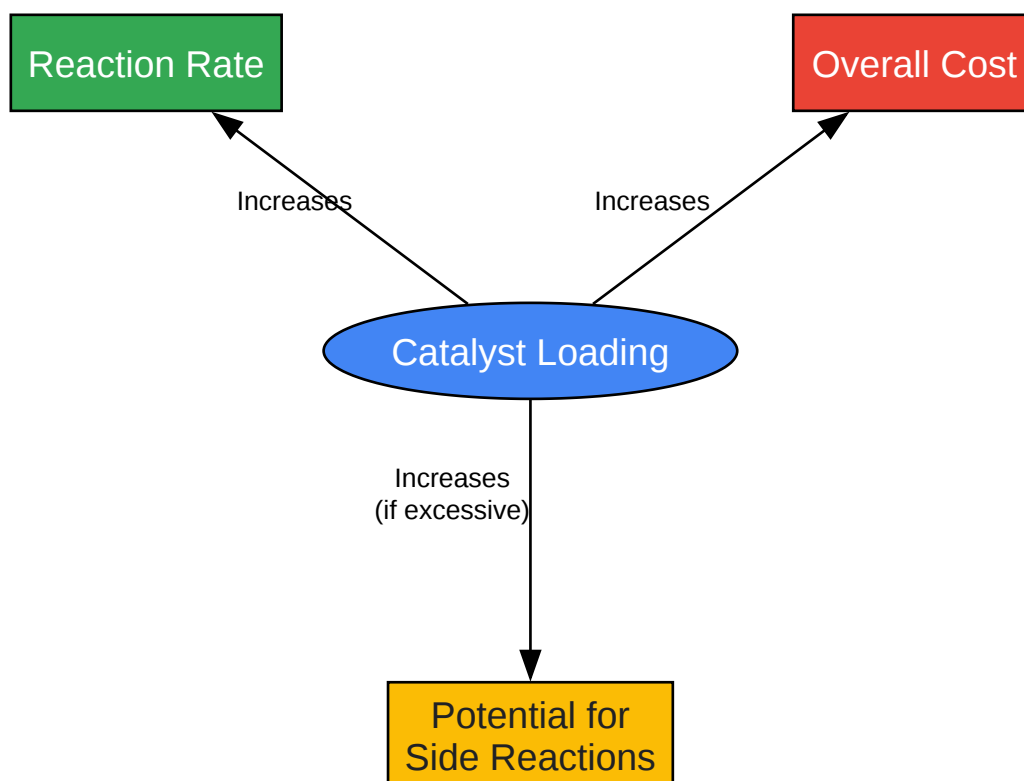 Reaction Rate
Overall Cost
Increases
Increases
Catalyst Loading
Increases
(if excessive)
Potential for
Side Reactions